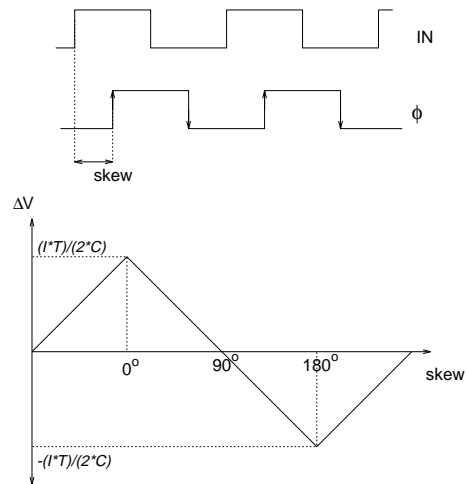 IN
ϕ
skew
ΔV
(I*T)/(2*C)
0°
90°
180°
skew
-(I*T)/(2*C)